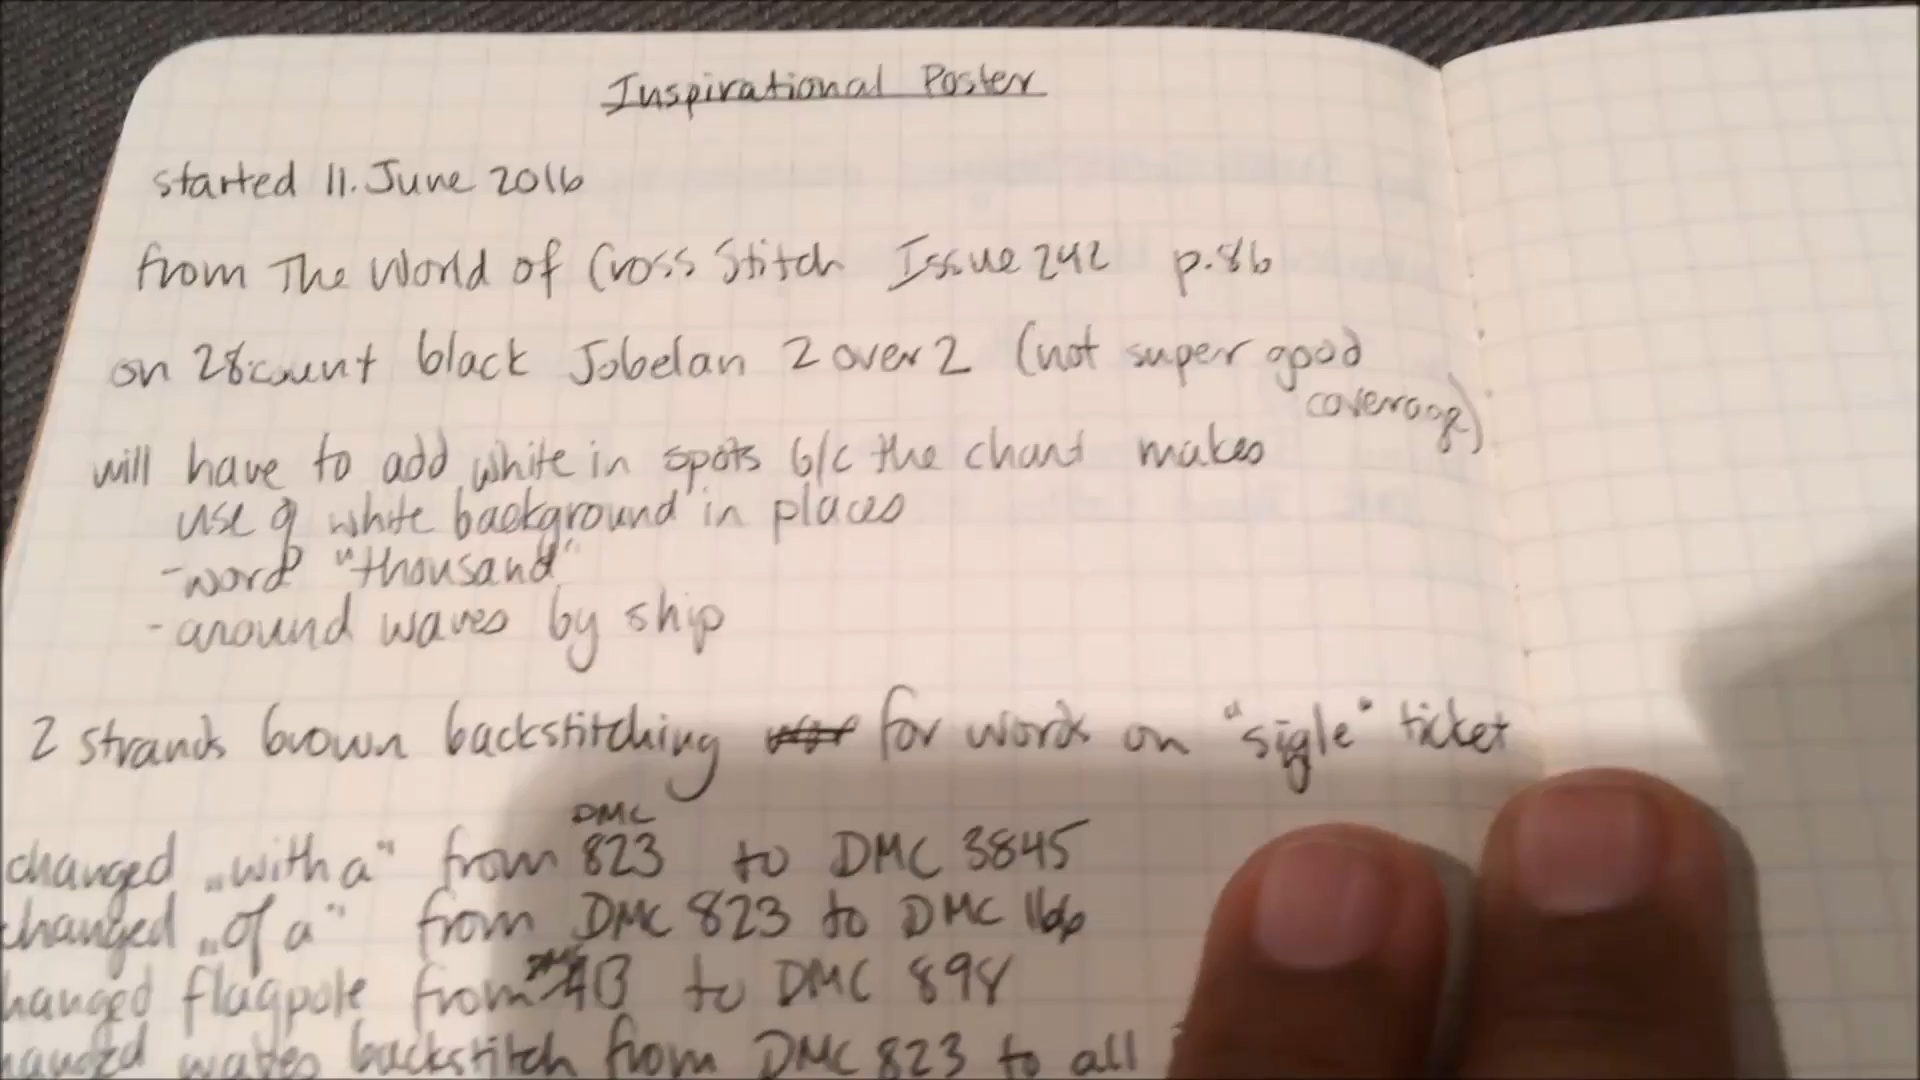 Inspirational Poster
started 11. June 2016
from The World of Cross Stitch Issue 242 p.86
on 28count black Jobelan 2 over 2 (not super good
coverage)
will have to add white in spots b/c the chart makes
use of white background in places
-word "thousand"
-around waves by ship
2 strands brown backstitching for words on "sigle" ticket
DMC
changed „with a" from 823 to DMC 3845
changed „of a" from DMC 823 to DMC 166
hanged flagpole from to DMC 898
hanged waves backstitch from DMC 823 to all